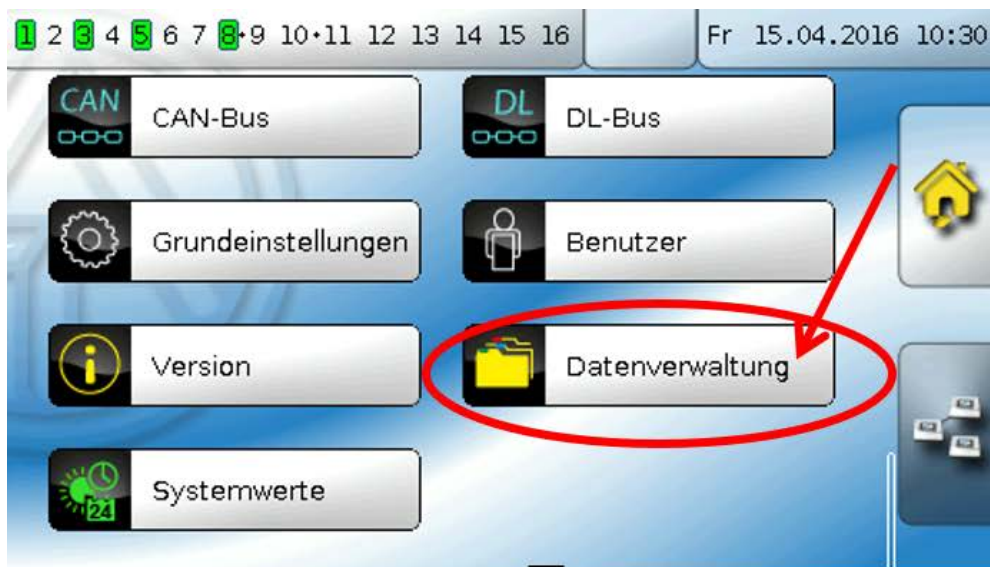 1 2 3 4 5 6 7 8•9 10•11 12 13 14 15 16 Fr 15.04.2016 10:30
CAN CAN-Bus DL DL-Bus
Grundeinstellungen Benutzer
Version Datenverwaltung
24 Systemwerte